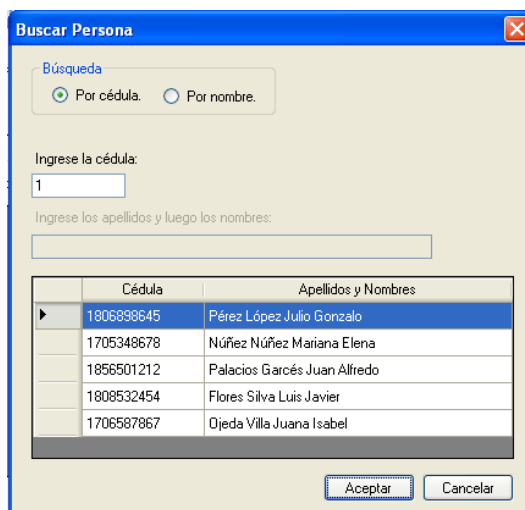 Buscar Persona
Búsqueda
Por cédula. Por nombre.
Ingrese la cédula:
1
Ingrese los apellidos y luego los nombres:
Cédula Apellidos y Nombres
1806898645 Pérez López Julio Gonzalo
1705348678 Núñez Núñez Mariana Elena
1856501212 Palacios Garcés Juan Alfredo
1808532454 Flores Silva Luis Javier
1706587867 Ojeda Villa Juana Isabel
Aceptar Cancelar